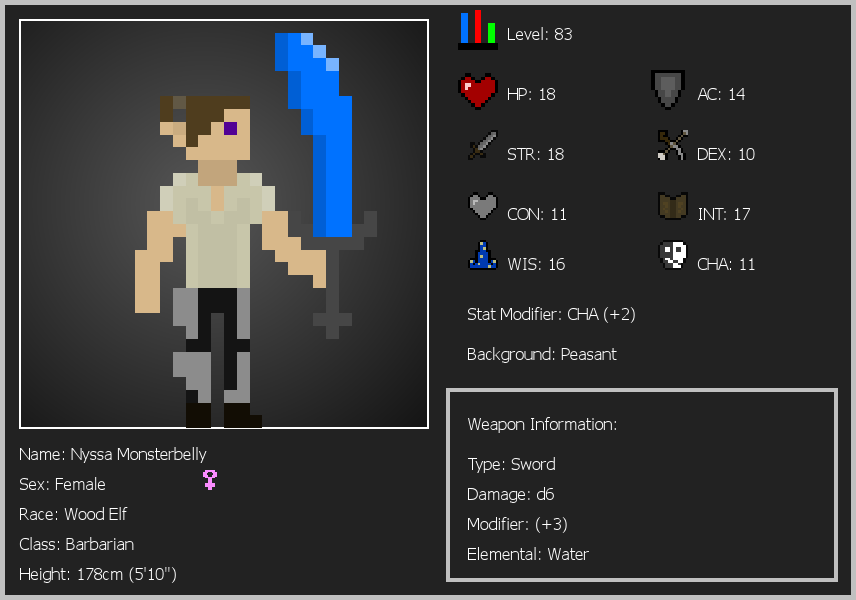 Level: 83
HP: 18
AC: 14
STR: 18
DEX: 10
CON: 11
INT: 17
WIS: 16
CHA: 11
Stat Modifier: CHA (+2)
Background: Peasant
Weapon Information:
Type: Sword
Damage: d6
Modifier: (+3)
Elemental: Water
Name: Nyssa Monsterbelly
Sex: Female
Race: Wood Elf
Class: Barbarian
Height: 178cm (5'10")